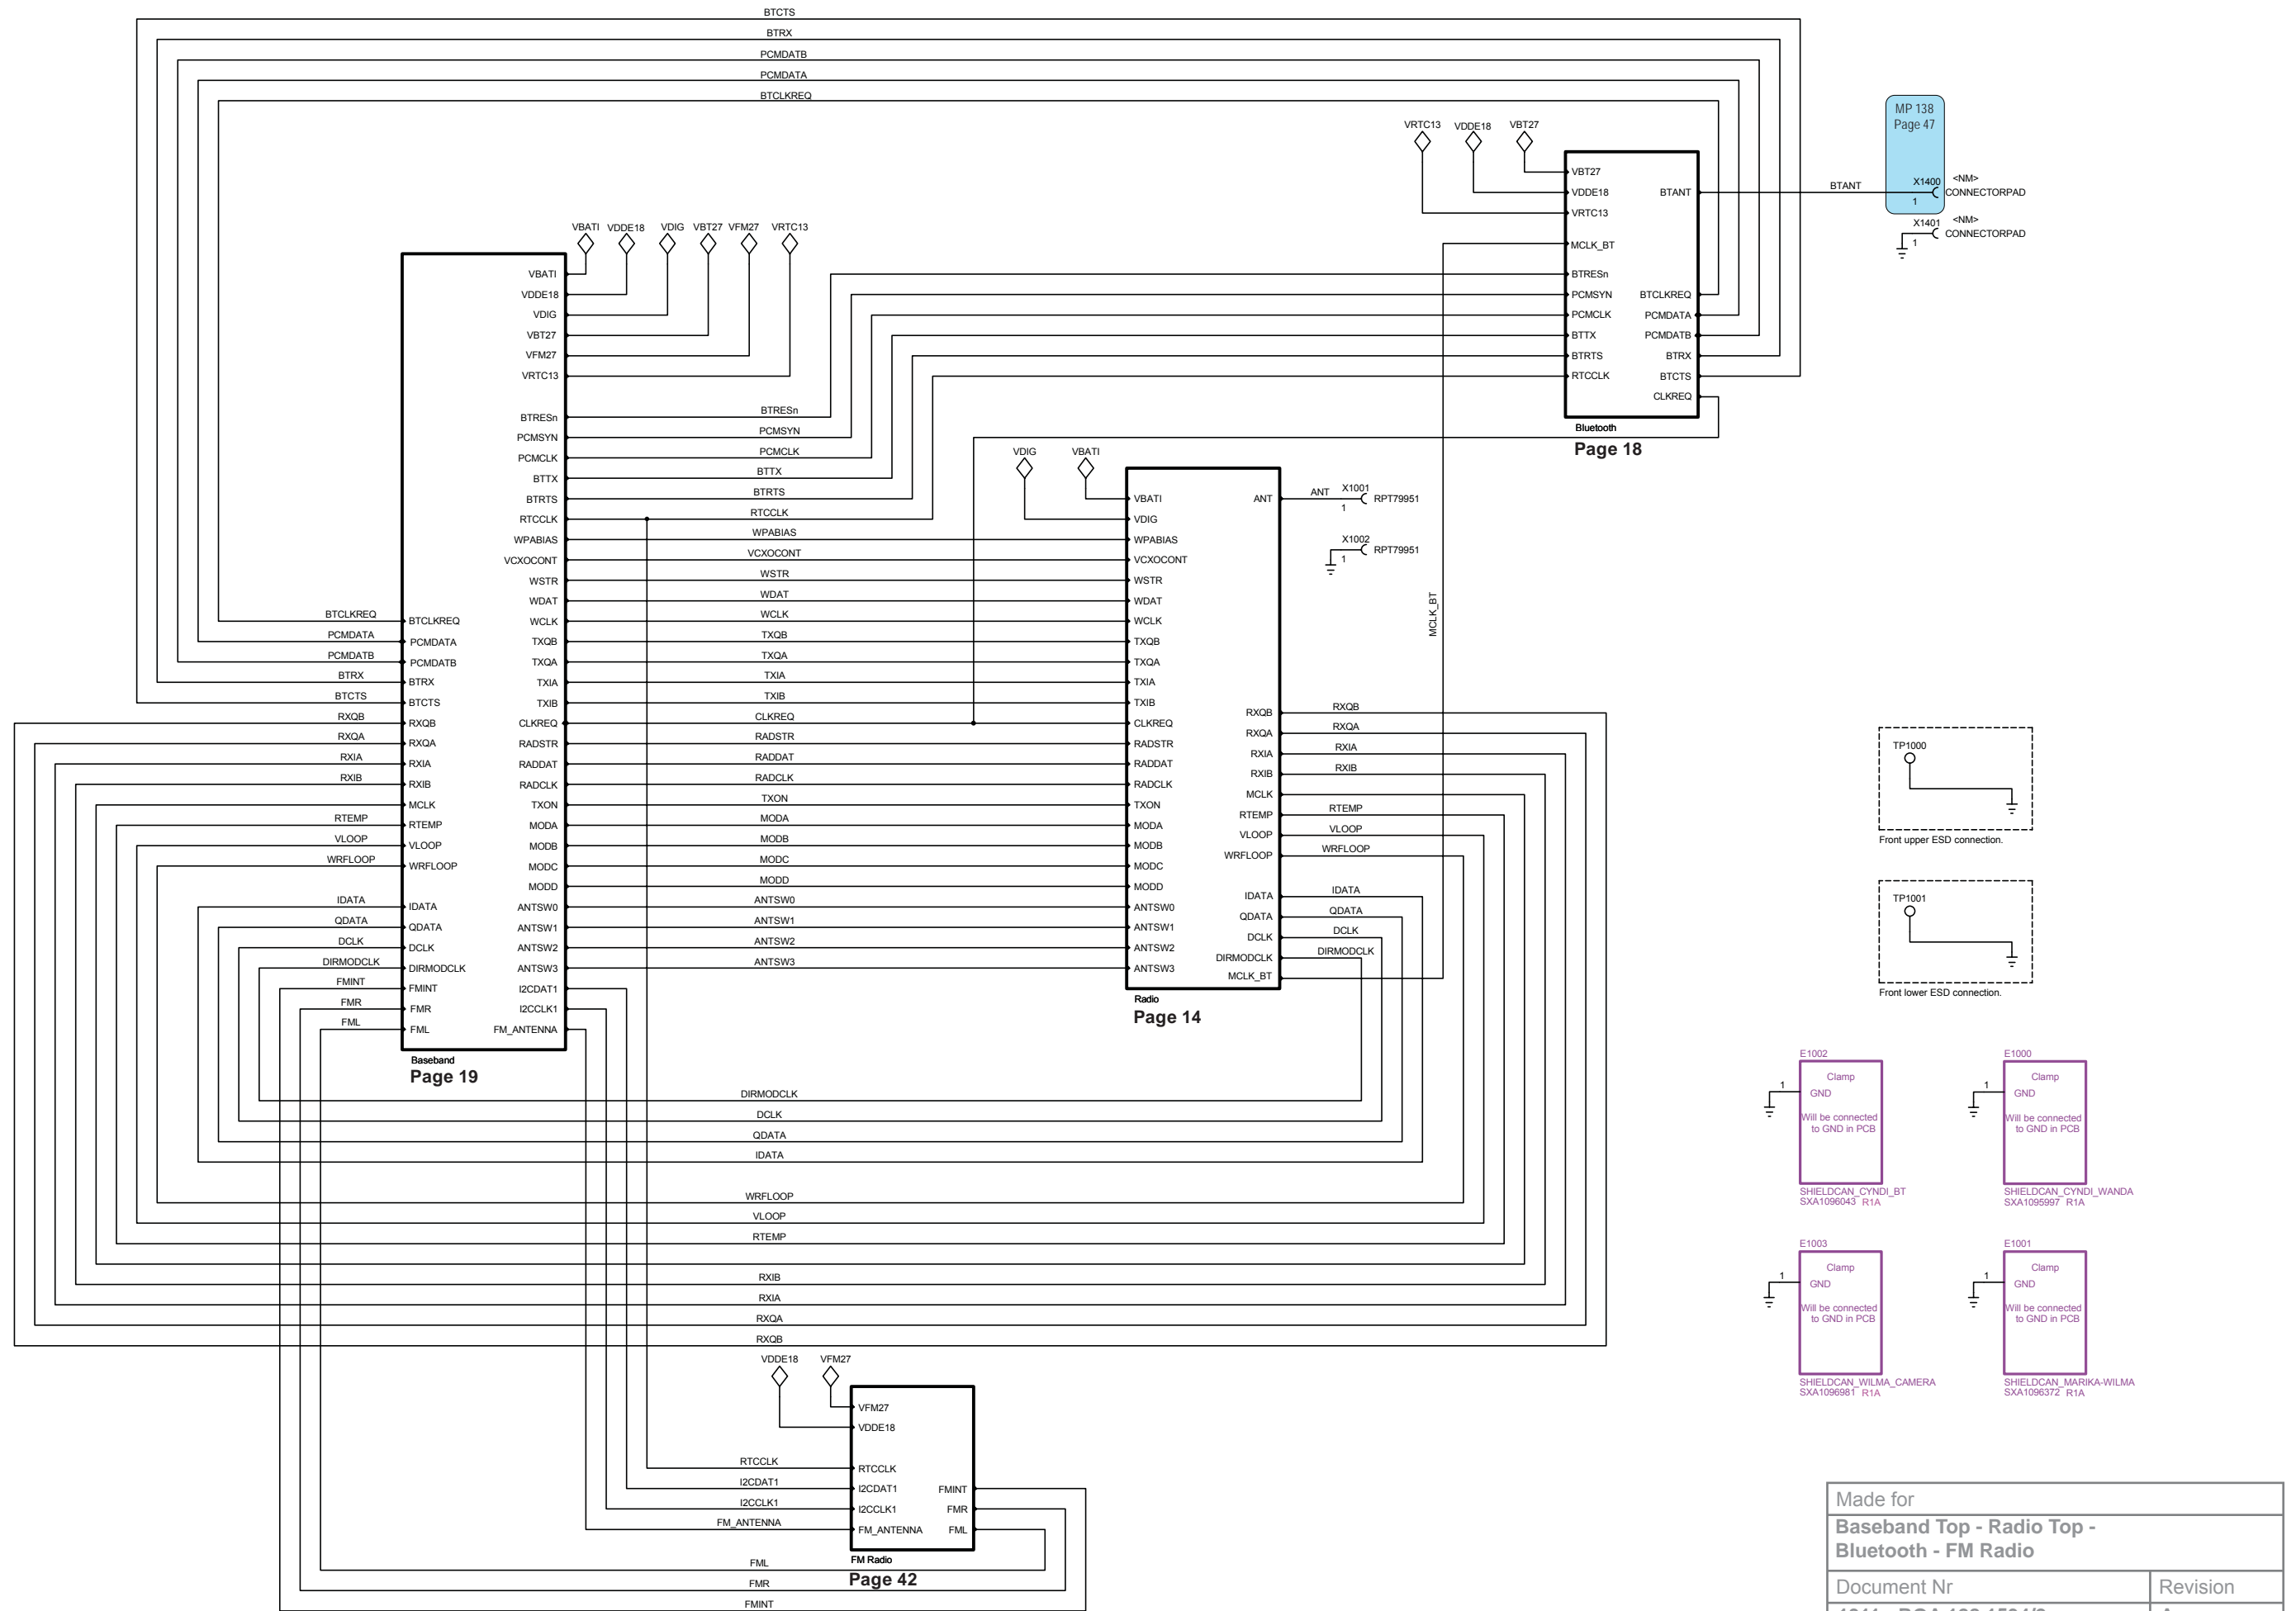 BTCTS
BTRX
PCMDATB
PCMDATA
BTCLKREQ
MP 138
Page 47
X1400
<NM>
CONNECTORPAD
1
X1401
<NM>
CONNECTORPAD
1
BTANT
VRTC13
VDDE18
VBT27
VBT27
VDDE18
VRTC13
MCLK_BT
BTRESn
PCMSYN
PCMCLK
BTTX
BTRTS
RTCCLK
BTANT
BTCLKREQ
PCMDATA
PCMDATB
BTRX
BTCTS
CLKREQ
Bluetooth
Page 18
VBATI
VDDE18
VDIG
VBT27
VFM27
VRTC13
VBATI
VDDE18
VDIG
VBT27
VFM27
VRTC13
BTRESn
PCMSYN
PCMCLK
BTTX
BTRTS
RTCCLK
WPABIAS
VCXOCONT
WSTR
WDAT
WCLK
TXQB
TXQA
TXIA
TXIB
CLKREQ
RADSTR
RADDAT
RADCLK
TXON
MODA
MODB
MODC
MODD
ANTSW0
ANTSW1
ANTSW2
ANTSW3
I2CDAT1
I2CCLK1
FM_ANTENNA
BTCLKREQ
PCMDATA
PCMDATB
BTRX
BTCTS
RXQB
RXQA
RXIA
RXIB
RTEMP
VLOOP
WRFLOOP
IDATA
QDATA
DCLK
DIRMODCLK
FMINT
FMR
FML
BTCLKREQ
PCMDATA
PCMDATB
BTRX
BTCTS
RXQB
RXQA
RXIA
RXIB
MCLK
RTEMP
VLOOP
WRFLOOP
IDATA
QDATA
DCLK
DIRMODCLK
FMINT
FMR
FML
Baseband
Page 19
BTRESn
PCMSYN
PCMCLK
BTTX
BTRTS
RTCCLK
WPABIAS
VCXOCONT
WSTR
WDAT
WCLK
TXQB
TXQA
TXIA
TXIB
CLKREQ
RADSTR
RADDAT
RADCLK
TXON
MODA
MODB
MODC
MODD
ANTSW0
ANTSW1
ANTSW2
ANTSW3
VDIG
VBATI
VBATI
VDIG
WPABIAS
VCXOCONT
WSTR
WDAT
WCLK
TXQB
TXQA
TXIA
TXIB
CLKREQ
RADSTR
RADDAT
RADCLK
TXON
MODA
MODB
MODC
MODD
ANTSW0
ANTSW1
ANTSW2
ANTSW3
ANT
RXQB
RXQA
RXIA
RXIB
MCLK
RTEMP
VLOOP
WRFLOOP
IDATA
QDATA
DCLK
DIRMODCLK
MCLK_BT
Radio
Page 14
ANT
X1001
RPT79951
1
X1002
RPT79951
1
MCLK_BT
RXQB
RXQA
RXIA
RXIB
RTEMP
VLOOP
WRFLOOP
IDATA
QDATA
DCLK
DIRMODCLK
TP1000
Front upper ESD connection.
TP1001
Front lower ESD connection.
DIRMODCLK
DCLK
QDATA
IDATA
WRFLOOP
VLOOP
RTEMP
RXIB
RXIA
RXQA
RXQB
E1002
1
Clamp
GND
Will be connected
to GND in PCB
SHIELDCAN_CYNDI_BT
SXA1096043 R1A
E1000
1
Clamp
GND
Will be connected
to GND in PCB
SHIELDCAN_CYNDI_WANDA
SXA1095997 R1A
E1003
1
Clamp
GND
Will be connected
to GND in PCB
SHIELDCAN_WILMA_CAMERA
SXA1096981 R1A
E1001
1
Clamp
GND
Will be connected
to GND in PCB
SHIELDCAN_MARIKA-WILMA
SXA1096372 R1A
VDDE18
VFM27
VFM27
VDDE18
RTCCLK
I2CDAT1
I2CCLK1
FM_ANTENNA
RTCCLK
I2CDAT1
I2CCLK1
FM_ANTENNA
FMINT
FMR
FML
FM Radio
Page 42
FML
FMR
FMINT
Made for
Baseband Top - Radio Top -
Bluetooth - FM Radio
Document Nr
Revision